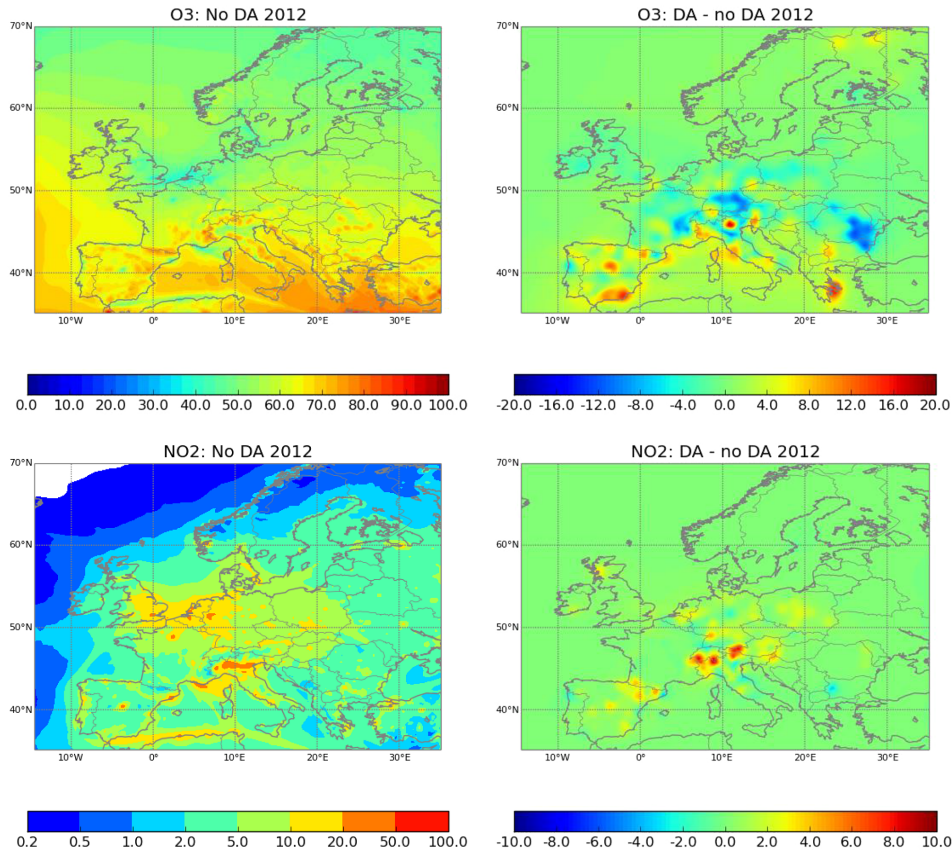 O3: No DA 2012
70°N
60°N
50°N
40°N
10°W 0° 10°E 20°E 30°E
0.0 10.0 20.0 30.0 40.0 50.0 60.0 70.0 80.0 90.0 100.0
O3: DA - no DA 2012
70°N
60°N
50°N
40°N
10°W 0° 10°E 20°E 30°E
-20.0 -16.0 -12.0 -8.0 -4.0 0.0 4.0 8.0 12.0 16.0 20.0
NO2: No DA 2012
70°N
60°N
50°N
40°N
10°W 0° 10°E 20°E 30°E
0.2 0.5 1.0 2.0 5.0 10.0 20.0 50.0 100.0
NO2: DA - no DA 2012
70°N
60°N
50°N
40°N
10°W 0° 10°E 20°E 30°E
-10.0 -8.0 -6.0 -4.0 -2.0 0.0 2.0 4.0 6.0 8.0 10.0